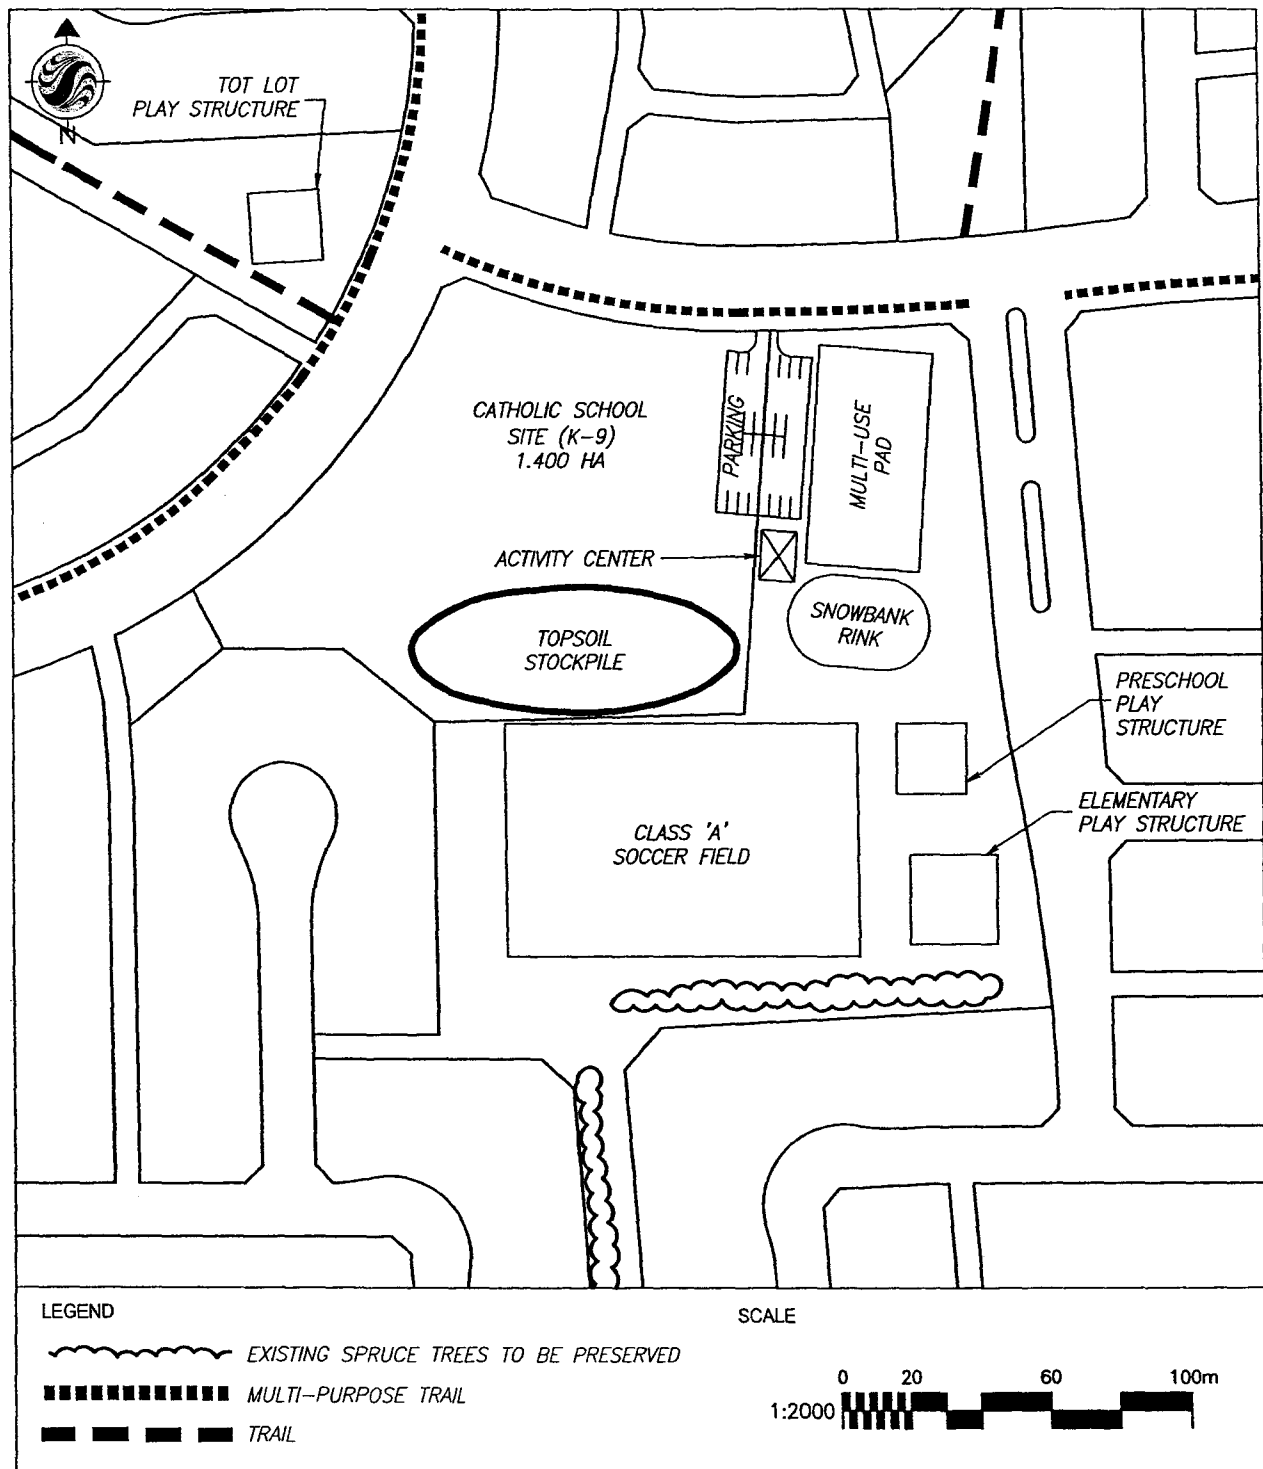 N
TOT LOT
PLAY STRUCTURE
CATHOLIC SCHOOL
SITE (K-9)
1.400 HA
PARKING
MULTI-USE
PAD
ACTIVITY CENTER
SNOWBANK
RINK
TOPSOIL
STOCKPILE
PRESCHOOL
PLAY
STRUCTURE
ELEMENTARY
PLAY STRUCTURE
CLASS 'A'
SOCCER FIELD
LEGEND
EXISTING SPRUCE TREES TO BE PRESERVED
MULTI-PURPOSE TRAIL
TRAIL
SCALE
0 20 60 100m
1:2000